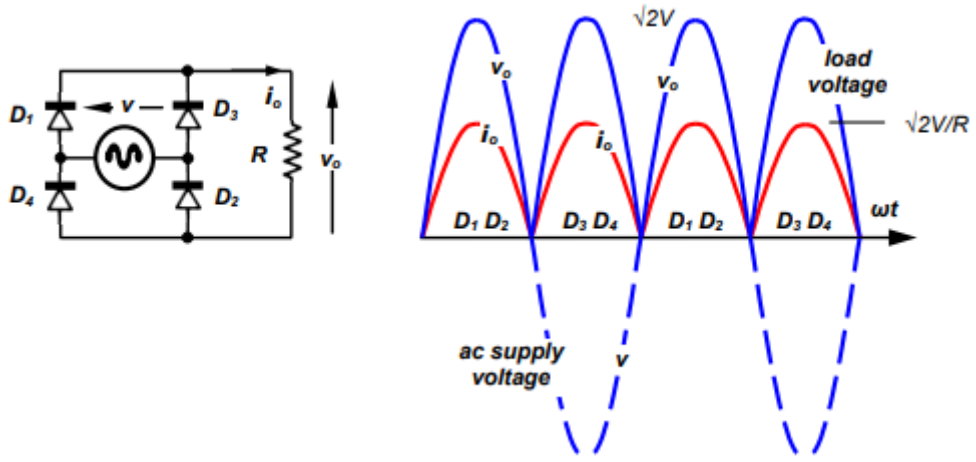 D₁
v
D₃
iₒ
D₄
D₂
R
vₒ
√2V
vₒ
vₒ
load
voltage
iₒ
iₒ
√2V/R
D₁ D₂
D₃ D₄
D₁ D₂
D₃ D₄
ωt
ac supply
voltage
v